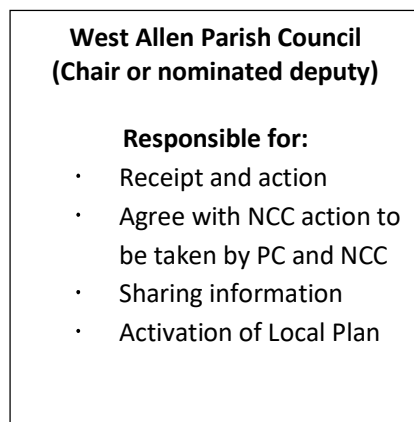 West Allen Parish Council
(Chair or nominated deputy)
Responsible for:
· Receipt and action
· Agree with NCC action to
be taken by PC and NCC
· Sharing information
· Activation of Local Plan